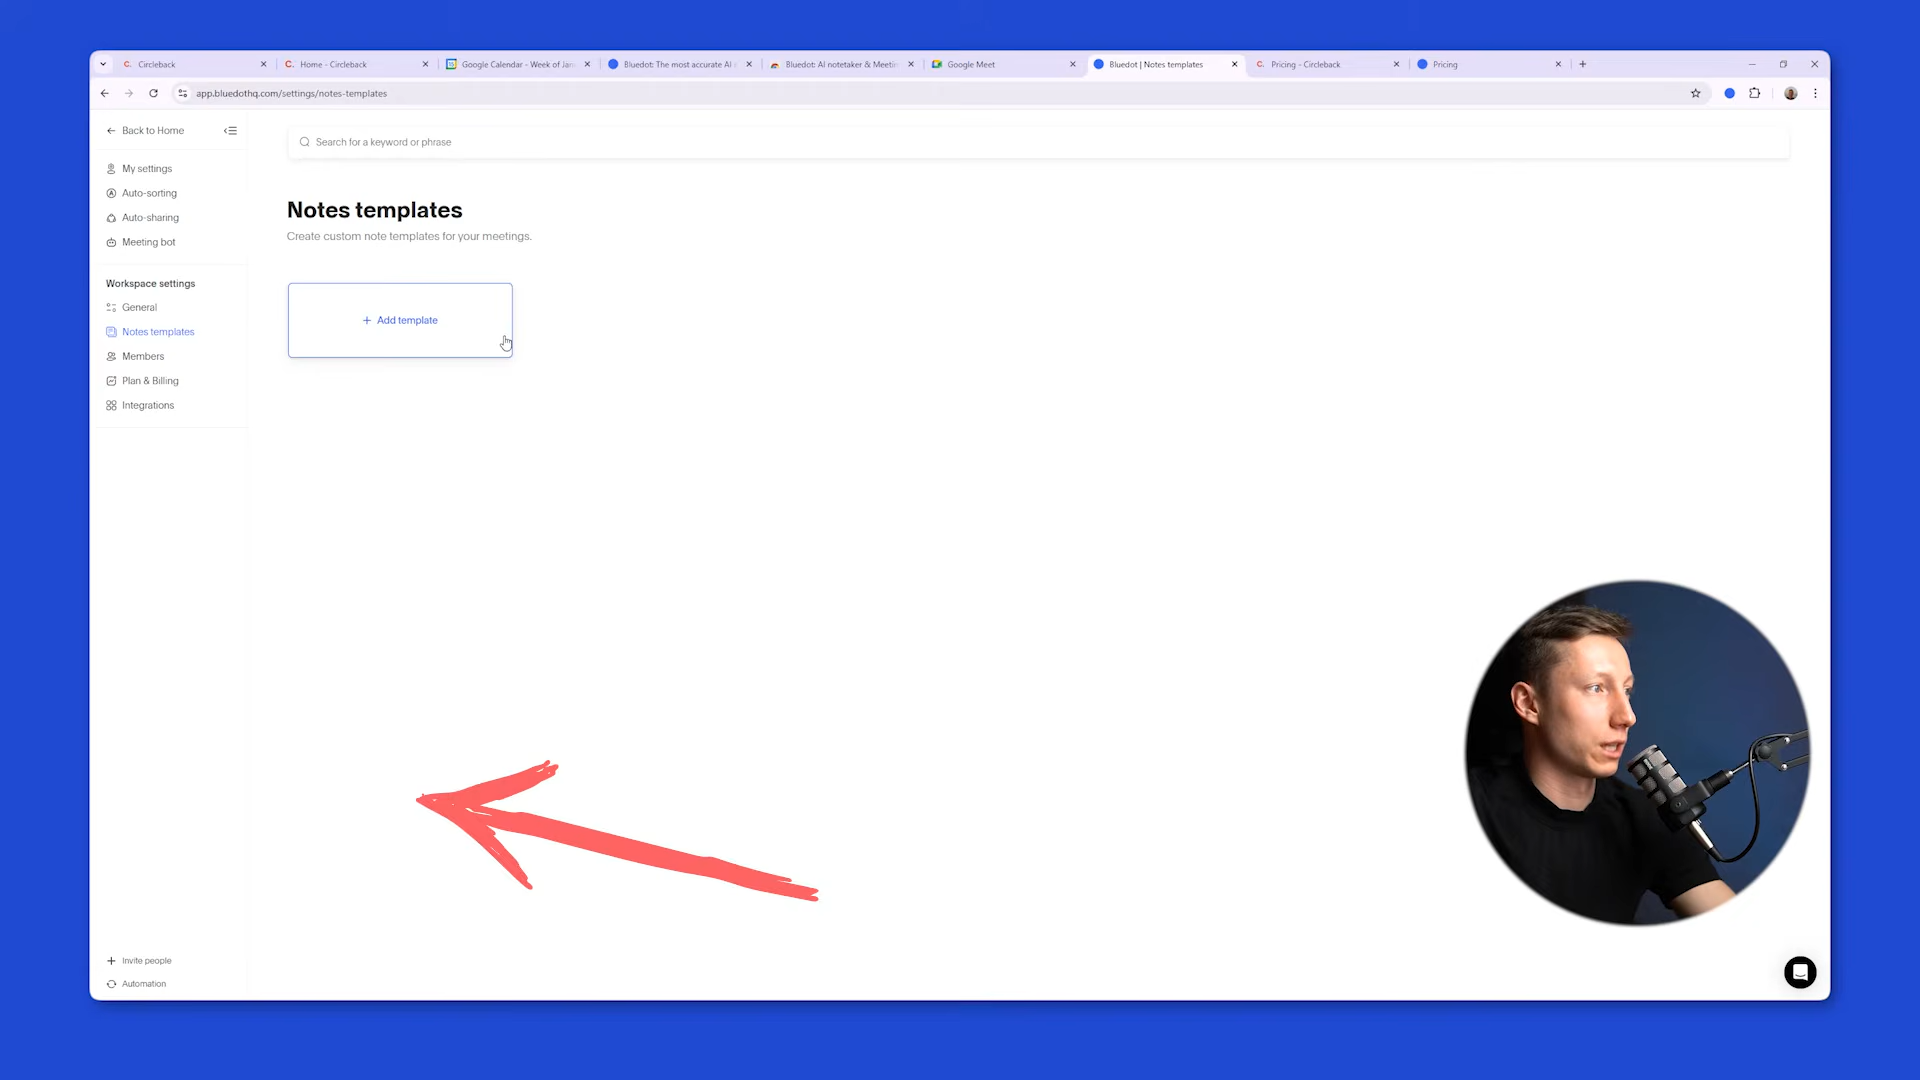 Circleback
Home - Circleback
Google Calendar - Week of Jan
Bluedot: The most accurate AI
Bluedot: AI notetaker & Meeti
Google Meet
Bluedot | Notes templates
Pricing - Circleback
Pricing
app.bluedothq.com/settings/notes-templates
Back to Home
Search for a keyword or phrase
My settings
Auto-sorting
Auto-sharing
Meeting bot
Notes templates
Create custom note templates for your meetings.
Workspace settings
General
Notes templates
Members
Plan & Billing
Integrations
+ Add template
Invite people
Automation